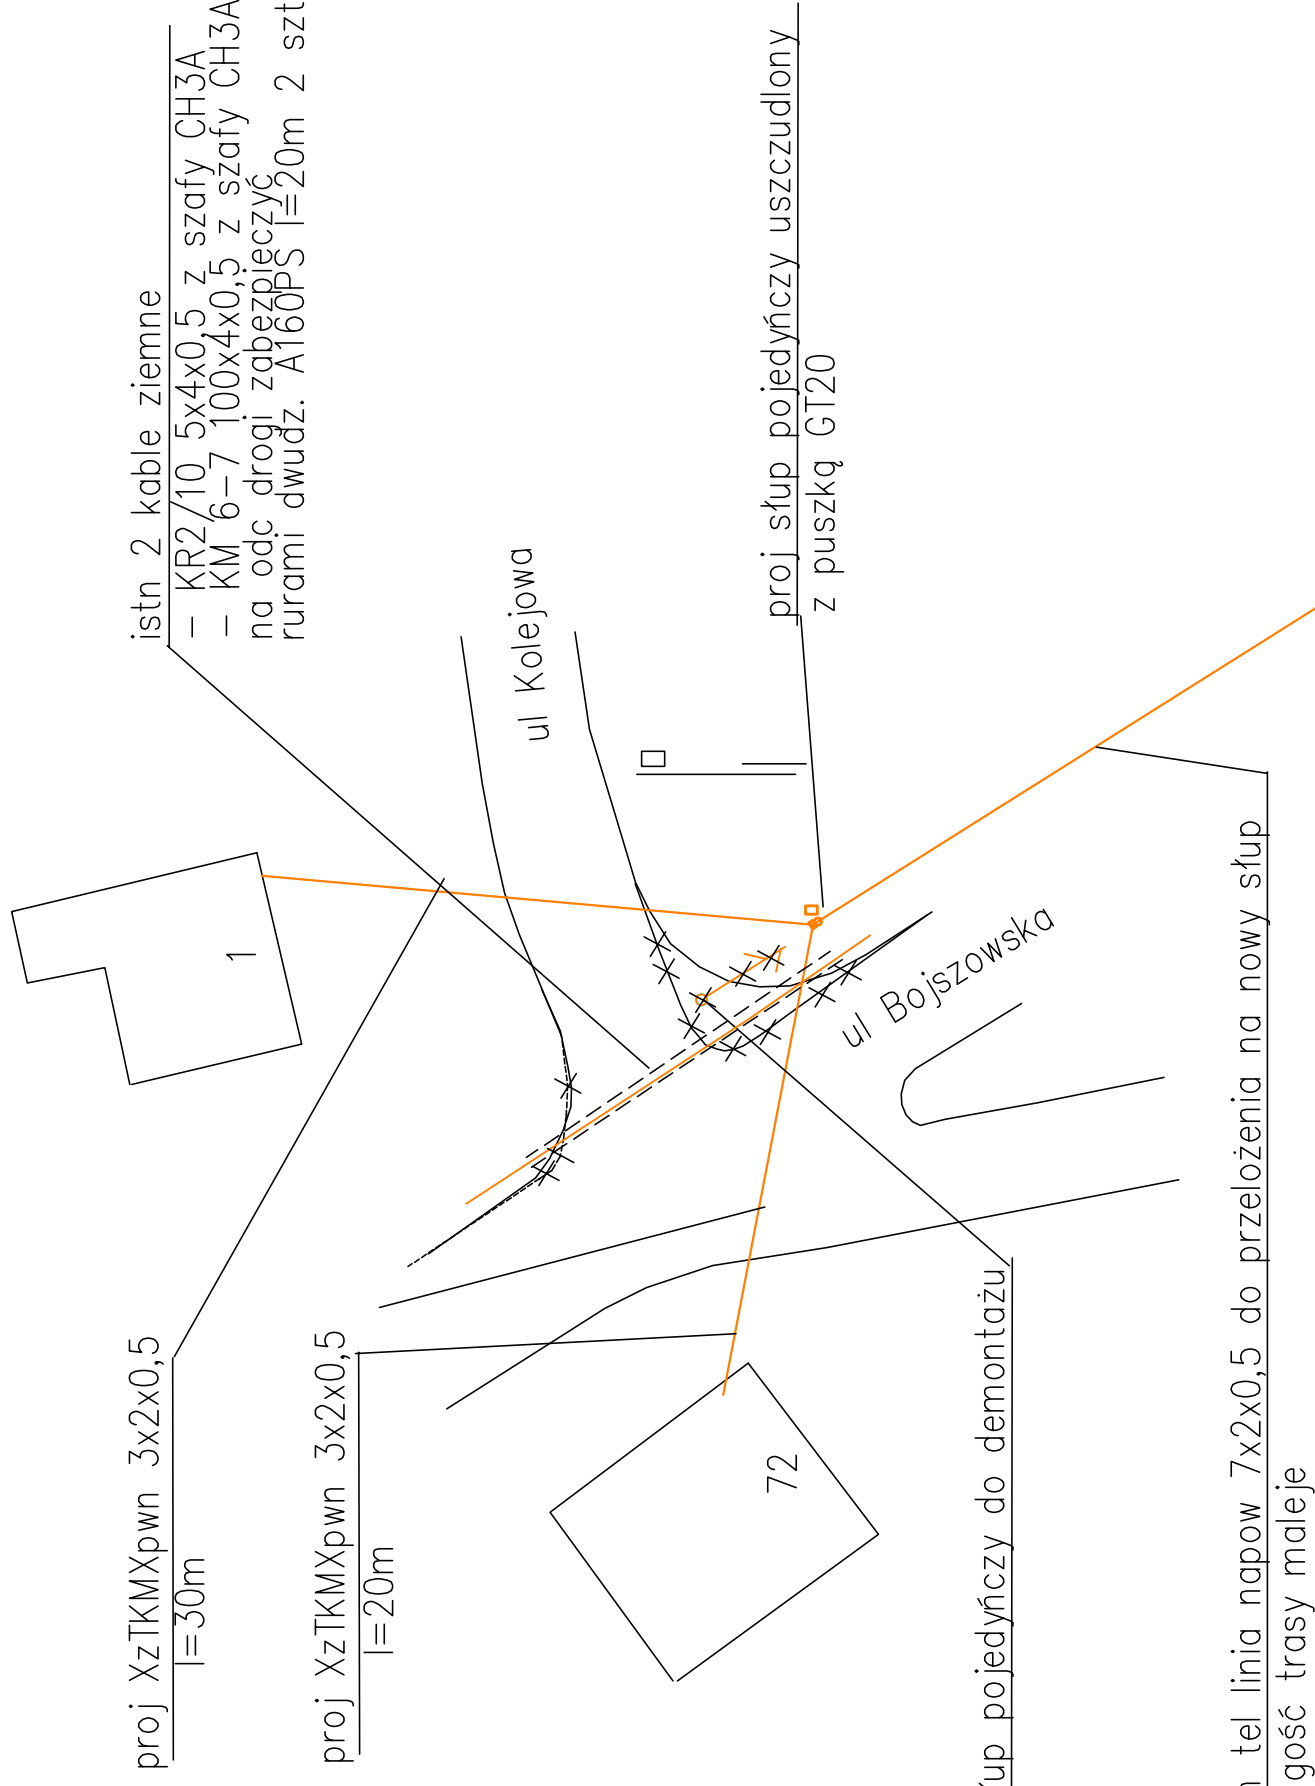 istn 2 kable ziemne
- KR2/10 5x4x0,5 z szafy CH3A
- KM 6-7 100x4x0,5 z szafy CH3A
na odc drogi zabezpieczyć
rurami dwudz. A160PS l=20m 2 szt
ul Kolejowa
proj słup pojedyńczy uszczudlony
z puszką GT20
1
ul Bojszowska
proj XzTKMXpwn 3x2x0,5
l=30m
proj XzTKMXpwn 3x2x0,5
l=20m
72
pojedyńczy do demontażu
tel linia napow 7x2x0,5 do przełożenia na nowy słup
trasy maleje